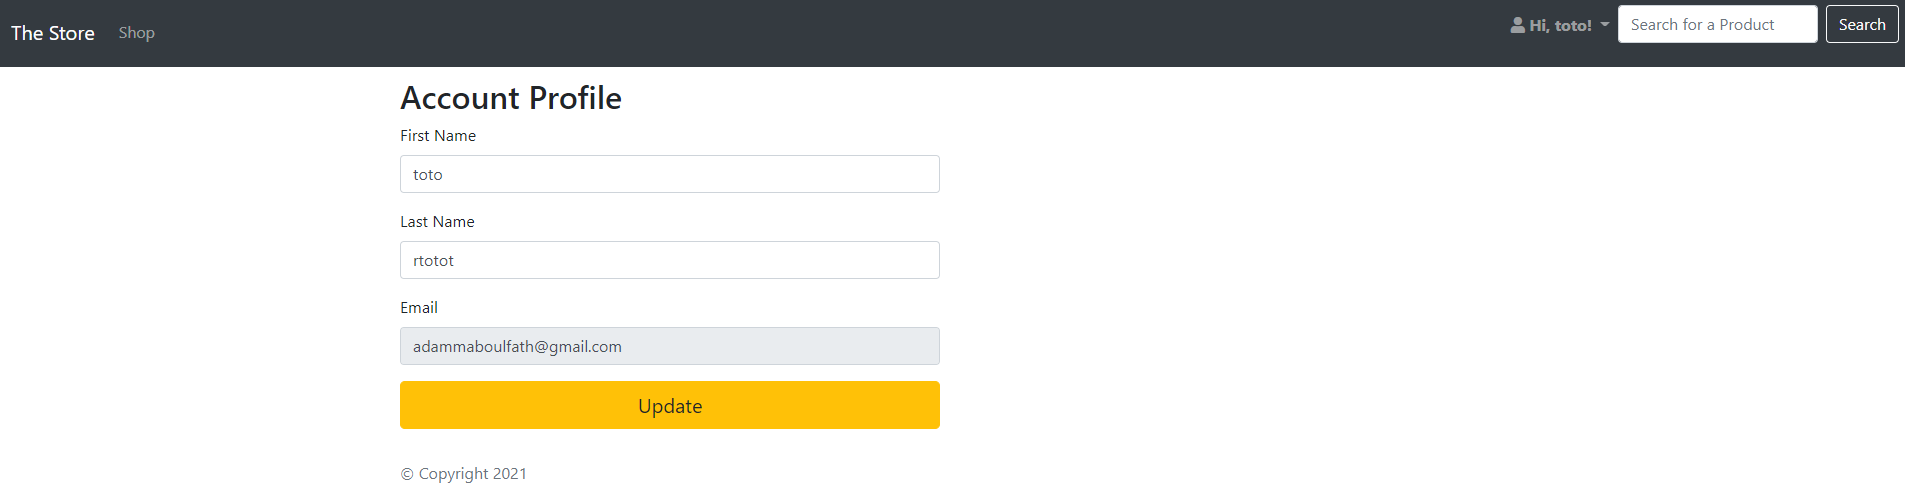 The Store Shop Hi, toto! Search for a Product Search
Account Profile
First Name
toto
Last Name
rtotot
Email
adammaboulfath@gmail.com
Update
© Copyright 2021